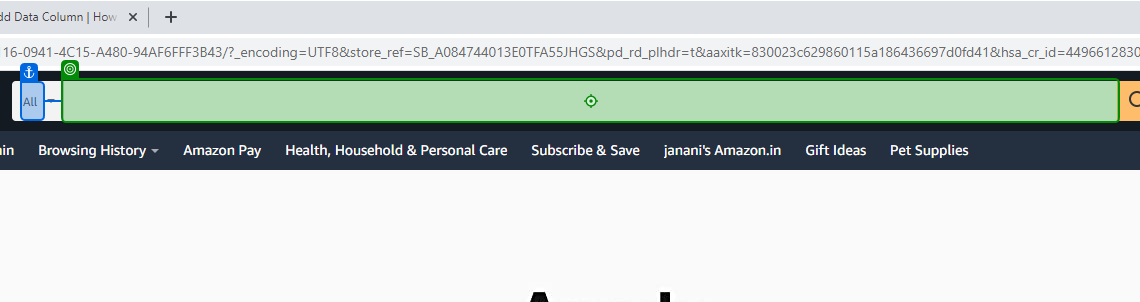 dd Data Column | How
16-0941-4C15-A480-94AF6FFF3B43/?_encoding=UTF8&store_ref=SB_A084744013E0TFA55JHGS&pd_rd_plhdr=t&aaxitk=830023c629860115a186436697d0fd41&hsa_cr_id=4496612830
All
in Browsing History Amazon Pay Health, Household & Personal Care Subscribe & Save janani's Amazon.in Gift Ideas Pet Supplies